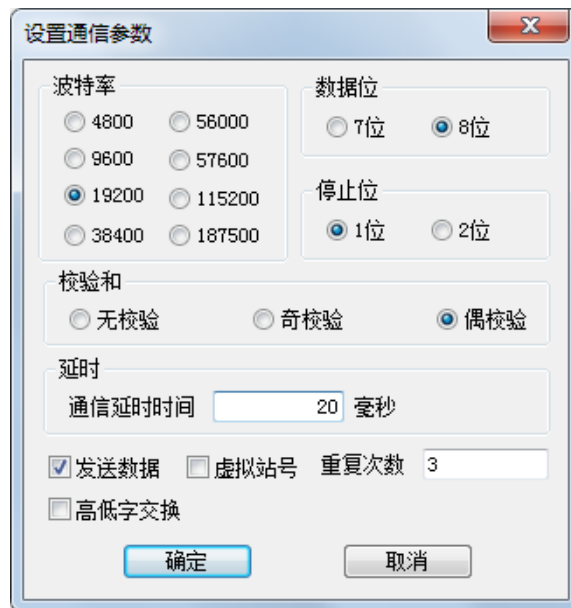 设置通信参数
波特率
4800 56000
9600 57600
19200 115200
38400 187500
数据位
7位 8位
停止位
1位 2位
校验和
无校验 奇校验 偶校验
延时
通信延时时间 20 毫秒
发送数据 虚拟站号 重复次数 3
高低字交换
确定 取消